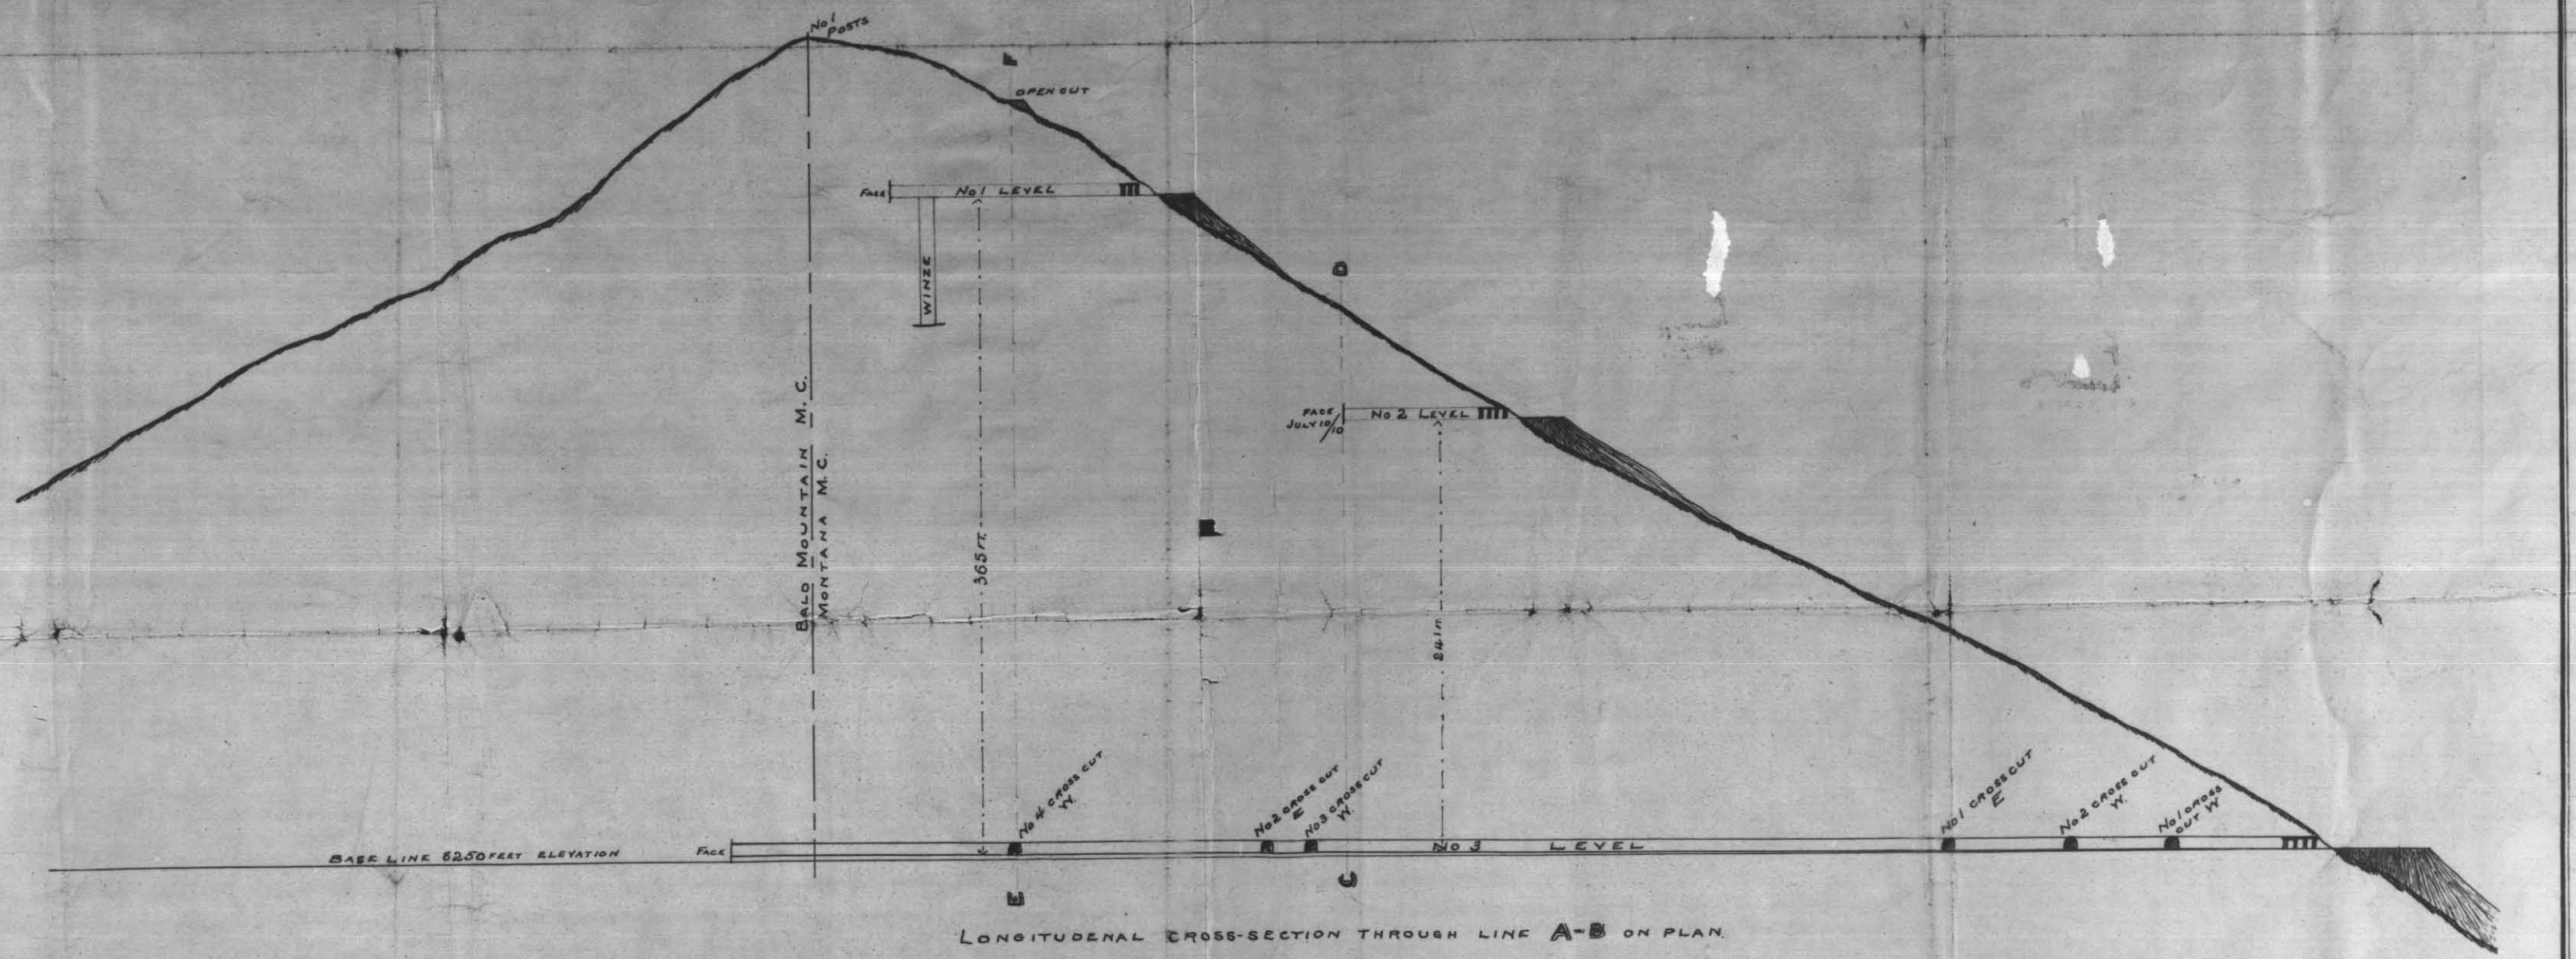 No 1
POSTS
F
OPEN CUT
FACE
No 1 LEVEL
WINZE
D
FACE
JULY 10/10
No 2 LEVEL
BALD MOUNTAIN M. C.
MONTANA M. C.
365 FT.
B
241 FT.
No 4 CROSS CUT
W.
No 2 CROSS CUT
E
No 3 CROSS CUT
W.
No 1 CROSS CUT
E
No 2 CROSS CUT
W.
No 1 CROSS
CUT W
BASE LINE 6250 FEET ELEVATION
FACE
No 3 LEVEL
E
C
LONGITUDENAL CROSS-SECTION THROUGH LINE A-B ON PLAN.